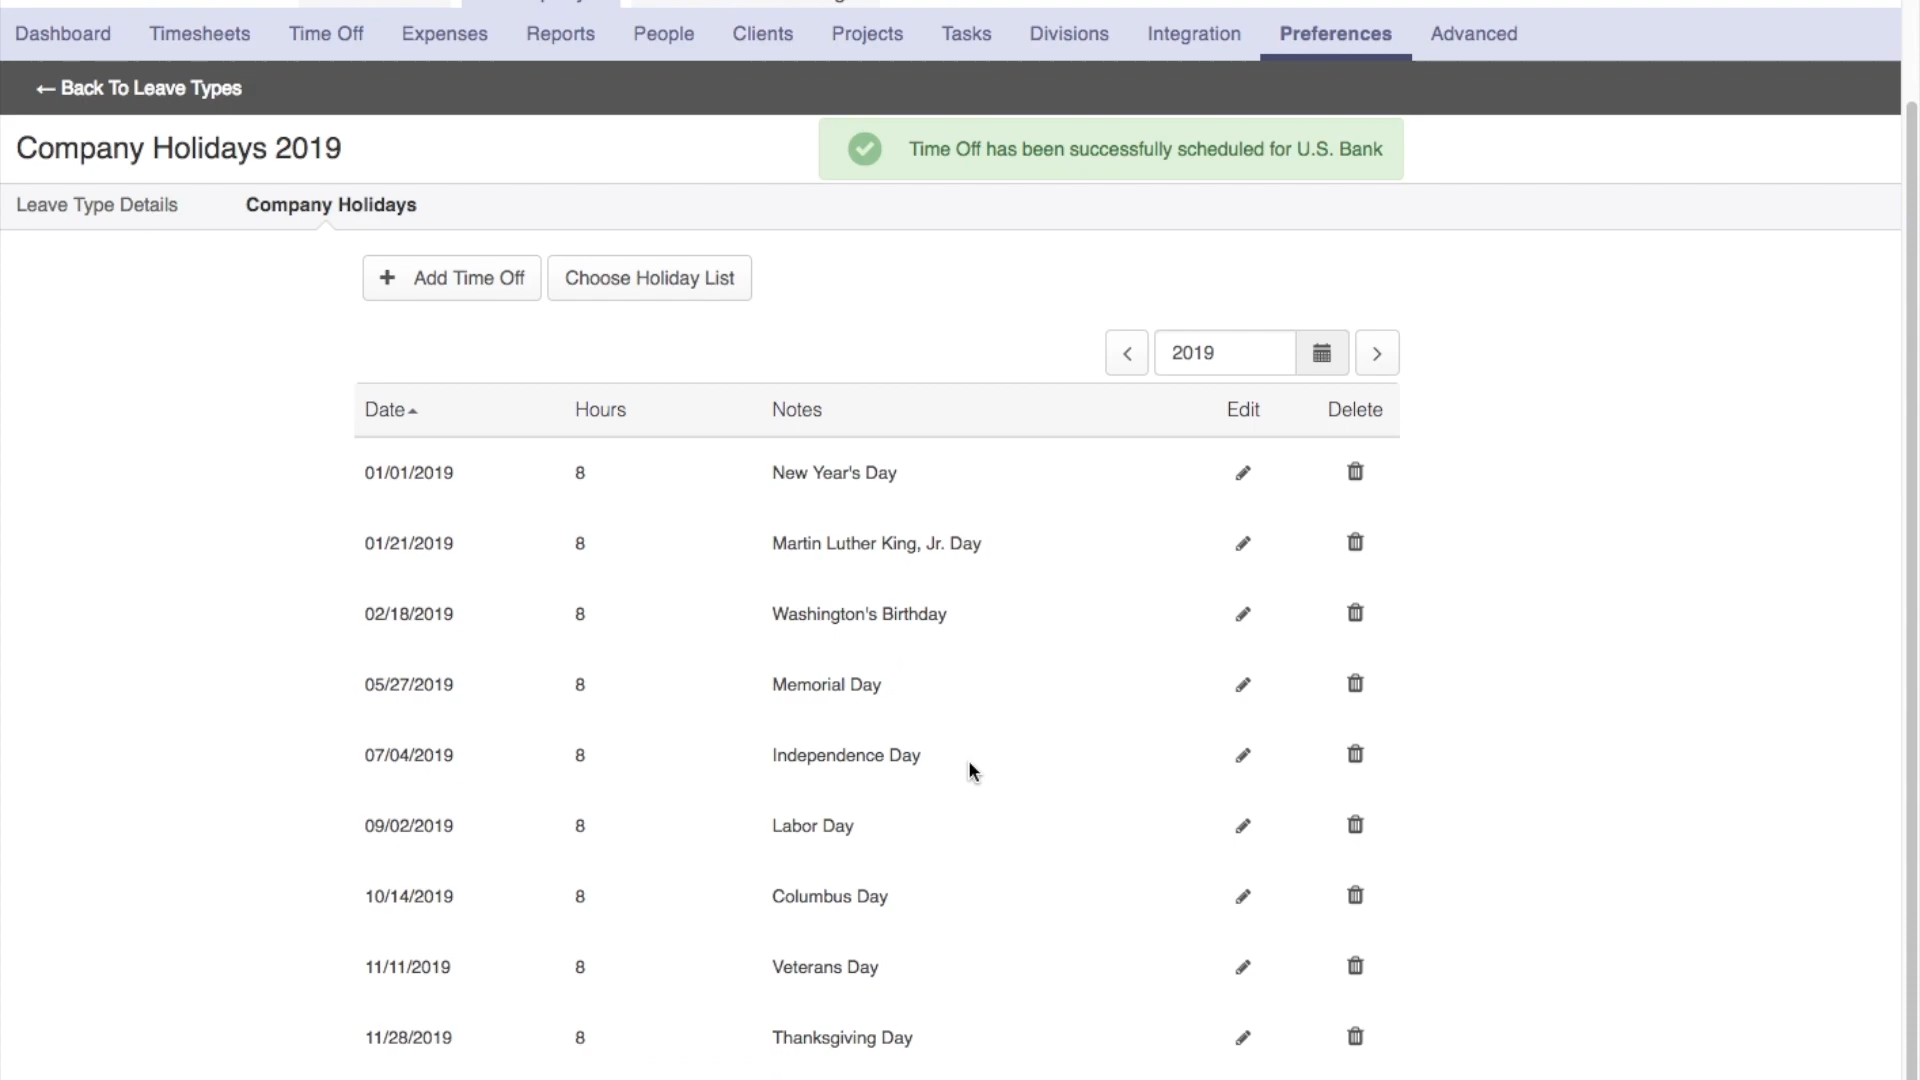 Dashboard Timesheets Time Off Expenses Reports People Clients Projects Tasks Divisions Integration Preferences Advanced
← Back To Leave Types
Company Holidays 2019
Time Off has been successfully scheduled for U.S. Bank
Leave Type Details Company Holidays
+ Add Time Off Choose Holiday List
< 2019 >
Date Hours Notes Edit Delete
01/01/2019 8 New Year's Day
01/21/2019 8 Martin Luther King, Jr. Day
02/18/2019 8 Washington's Birthday
05/27/2019 8 Memorial Day
07/04/2019 8 Independence Day
09/02/2019 8 Labor Day
10/14/2019 8 Columbus Day
11/11/2019 8 Veterans Day
11/28/2019 8 Thanksgiving Day